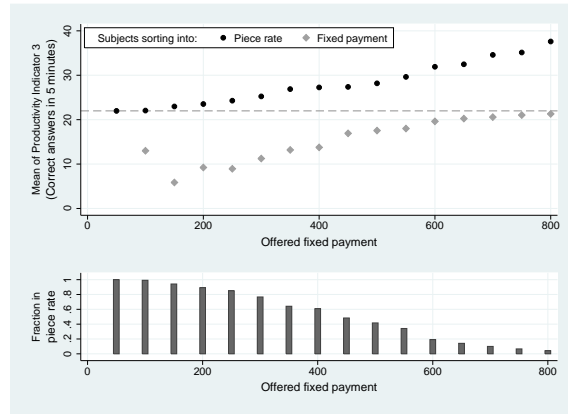 Mean of Productivity Indicator 3
(Correct answers in 5 minutes)
40
30
20
10
0
Subjects sorting into: Piece rate Fixed payment
0 200 400 600 800
Offered fixed payment
Fraction in
piece rate
1
.8
.6
.4
.2
0
0 200 400 600 800
Offered fixed payment